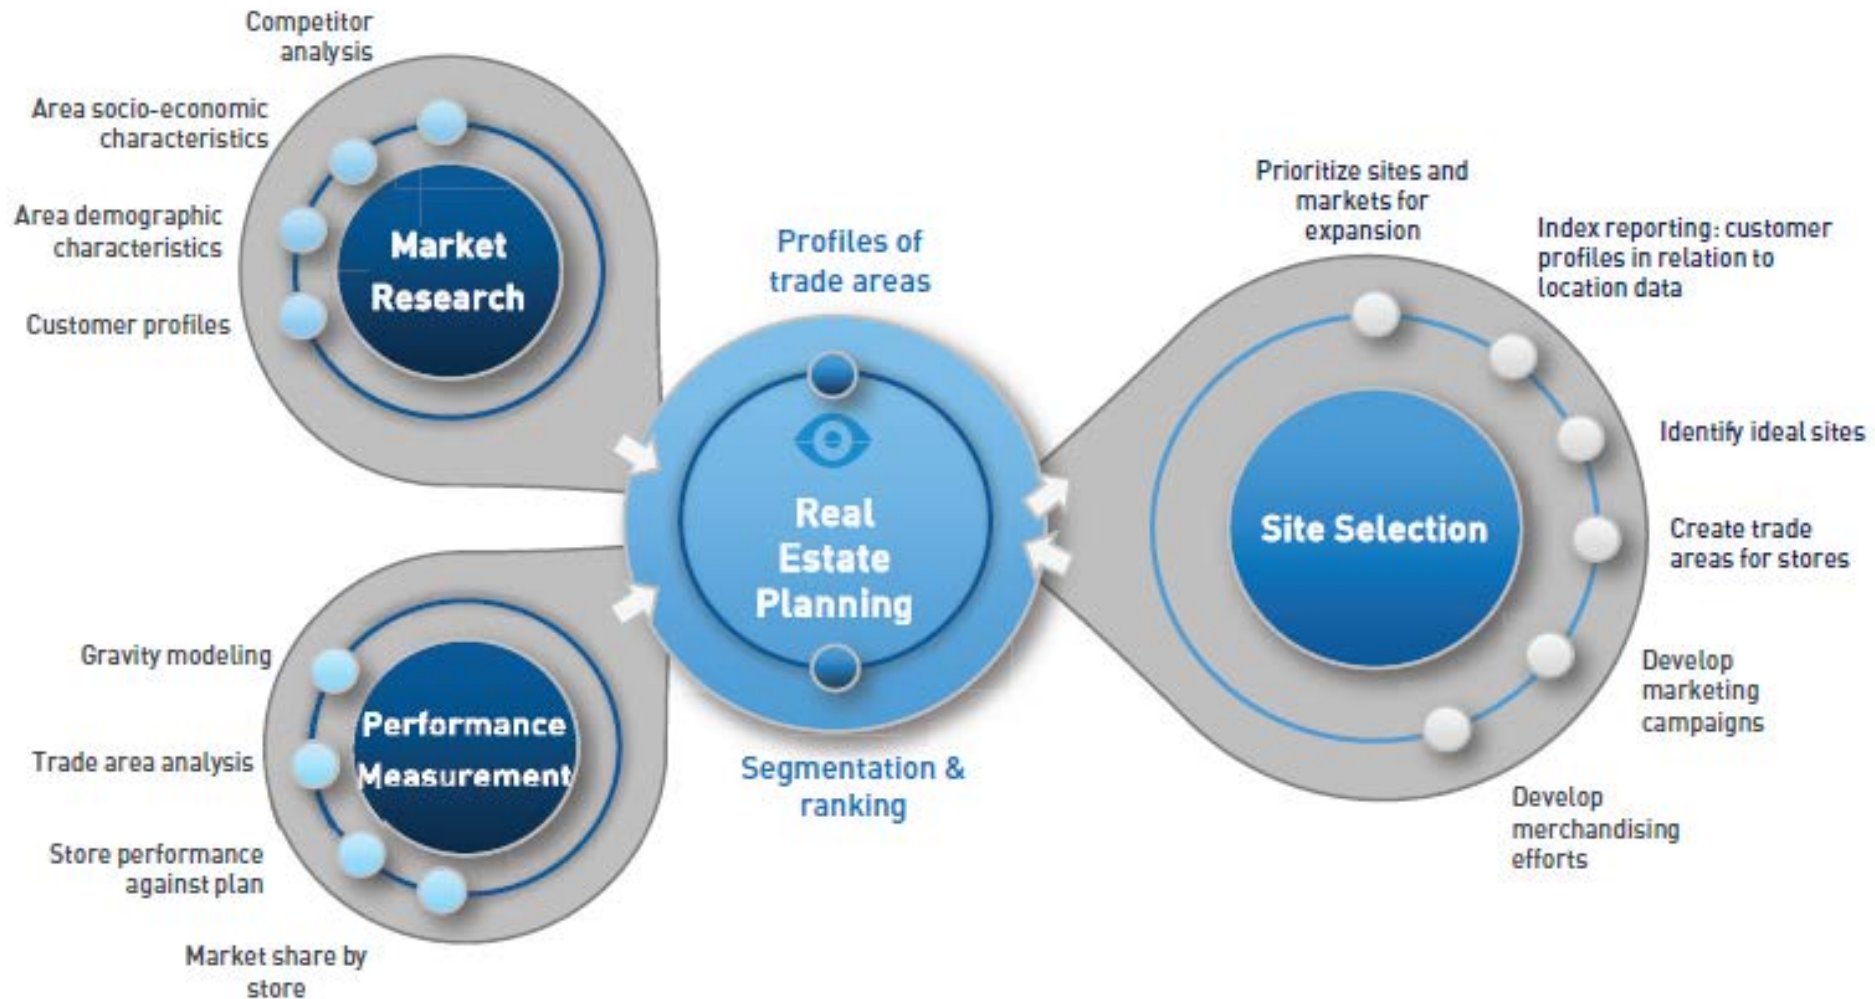 Competitor
analysis
Area socio-economic
characteristics
Area demographic
characteristics
Customer profiles
Market
Research
Gravity modeling
Trade area analysis
Store performance
against plan
Market share by
store
Performance
Measurement
Profiles of
trade areas
Real
Estate
Planning
Segmentation &
ranking
Prioritize sites and
markets for
expansion
Index reporting: customer
profiles in relation to
location data
Identify ideal sites
Create trade
areas for stores
Develop
marketing
campaigns
Develop
merchandising
efforts
Site Selection